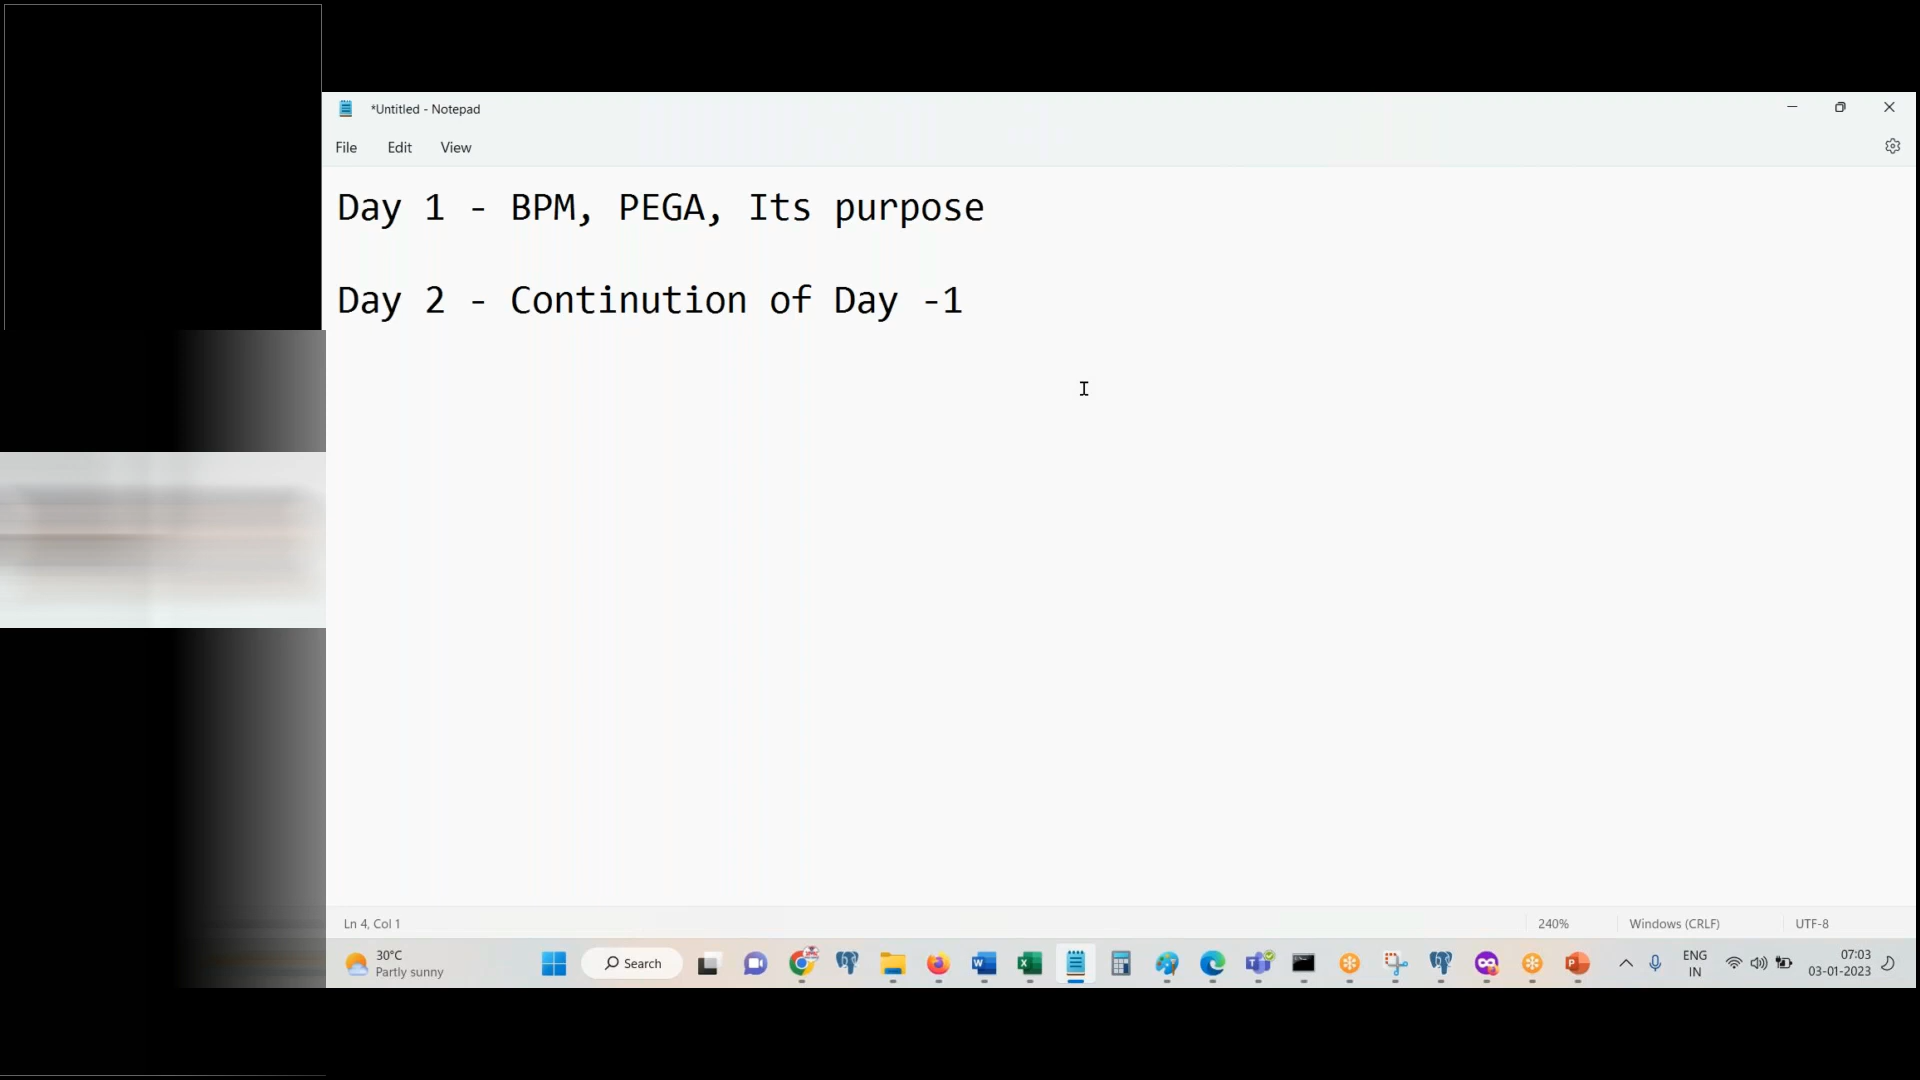 *Untitled - Notepad
File Edit View
Day 1 - BPM, PEGA, Its purpose
Day 2 - Continution of Day -1
Ln 4, Col 1 240% Windows (CRLF) UTF-8
30°C
Partly sunny
Search
ENG
IN
07:03
03-01-2023